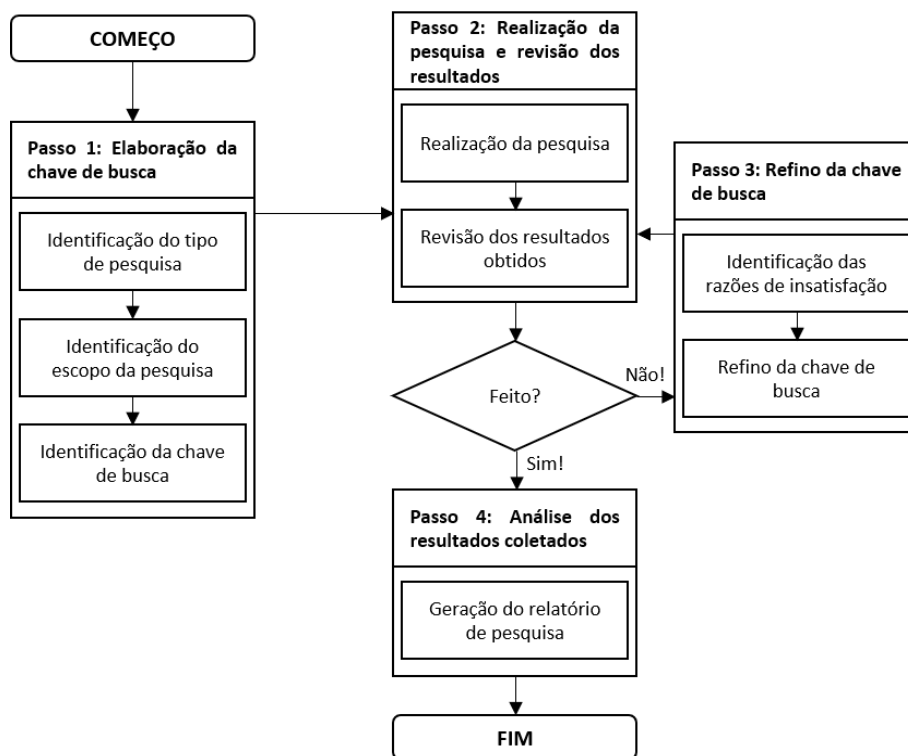 COMEÇO
Passo 1: Elaboração da
chave de busca
Identificação do tipo
de pesquisa
Identificação do
escopo da pesquisa
Identificação da chave
de busca
Passo 2: Realização da
pesquisa e revisão dos
resultados
Realização da pesquisa
Revisão dos resultados
obtidos
Feito?
Não!
Sim!
Passo 3: Refino da chave
de busca
Identificação das
razões de insatisfação
Refino da chave de
busca
Passo 4: Análise dos
resultados coletados
Geração do relatório
de pesquisa
FIM